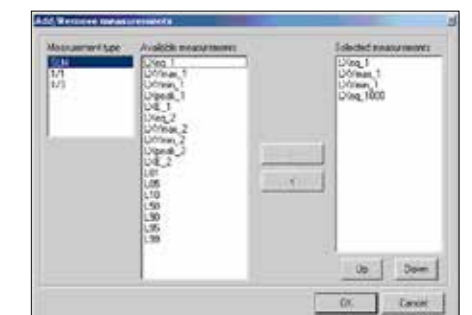 Add/Remove measurements
Measurement type
SLM
1/1
1/3
Available measurements
LXeq_1
LXYmax_1
LXYmin_1
LXpeak_1
LXE_1
LXeq_2
LXYmax_2
LXYmin_2
LXpeak_2
LXE_2
L01
L05
L10
L50
L90
L95
L99
<
Selected measurements
LXeq_1
LXYmax_1
LXYmin_1
LXeq_1000
Up
Down
OK
Cancel